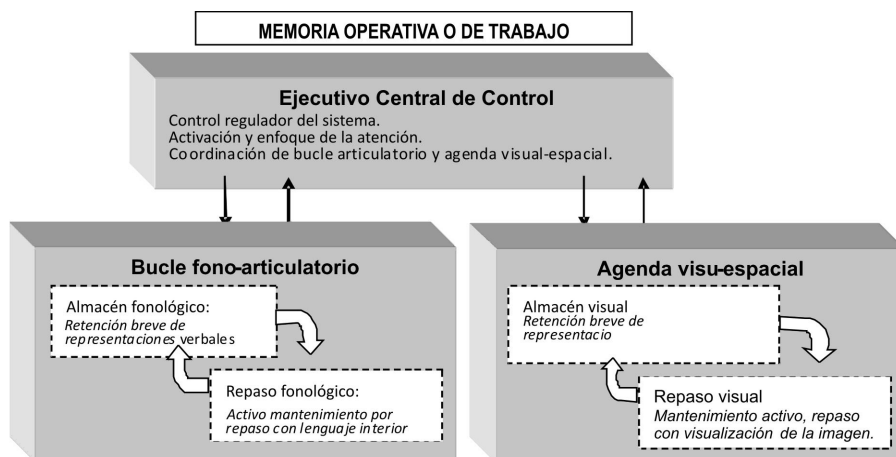 MEMORIA OPERATIVA O DE TRABAJO
Ejecutivo Central de Control
Control regulador del sistema.
Activación y enfoque de la atención.
Coordinación de bucle articulatorio y agenda visual-espacial.
Bucle fono-articulatorio
Almacén fonológico:
Retención breve de
representaciones verbales
Repaso fonológico:
Activo mantenimiento por
repaso con lenguaje interior
Agenda visu-espacial
Almacén visual
Retención breve de
representacio
Repaso visual
Mantenimiento activo, repaso
con visualización de la imagen.